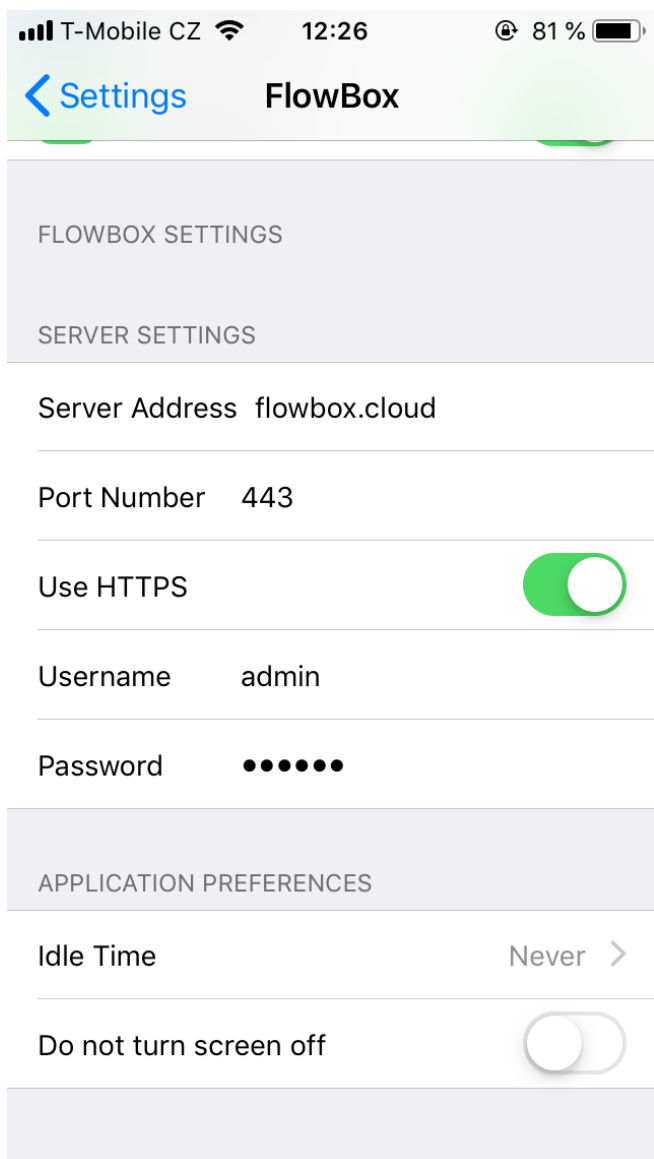 T-Mobile CZ 12:26 81 %
Settings FlowBox
FLOWBOX SETTINGS
SERVER SETTINGS
Server Address flowbox.cloud
Port Number 443
Use HTTPS
Username admin
Password ••••••
APPLICATION PREFERENCES
Idle Time Never
Do not turn screen off